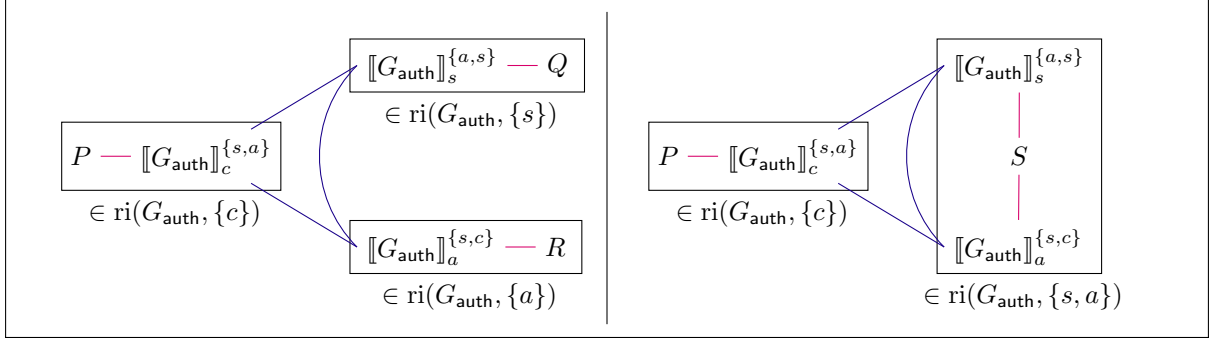 ⟦G_auth⟧_s^{a,s} — Q
∈ ri(G_auth, {s})
P — ⟦G_auth⟧_c^{s,a}
∈ ri(G_auth, {c})
⟦G_auth⟧_a^{s,c} — R
∈ ri(G_auth, {a})
⟦G_auth⟧_s^{a,s}
P — ⟦G_auth⟧_c^{s,a}
∈ ri(G_auth, {c})
S
⟦G_auth⟧_a^{s,c}
∈ ri(G_auth, {s, a})